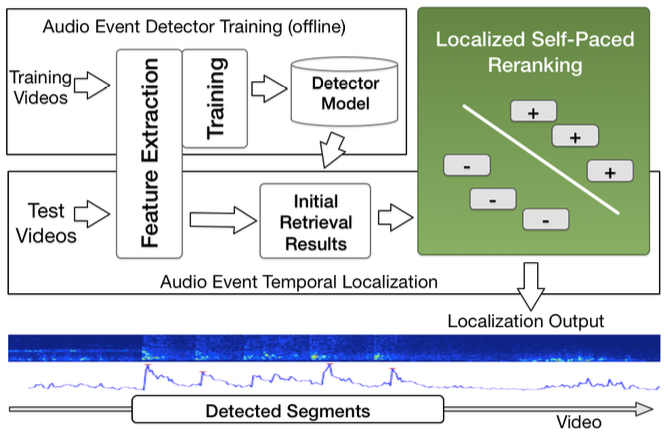 Audio Event Detector Training (offline)
Training
Videos
Feature Extraction
Training
Detector
Model
Localized Self-Paced
Reranking
+
+
+
-
-
-
Test
Videos
Initial
Retrieval
Results
Audio Event Temporal Localization
Localization Output
Detected Segments
Video